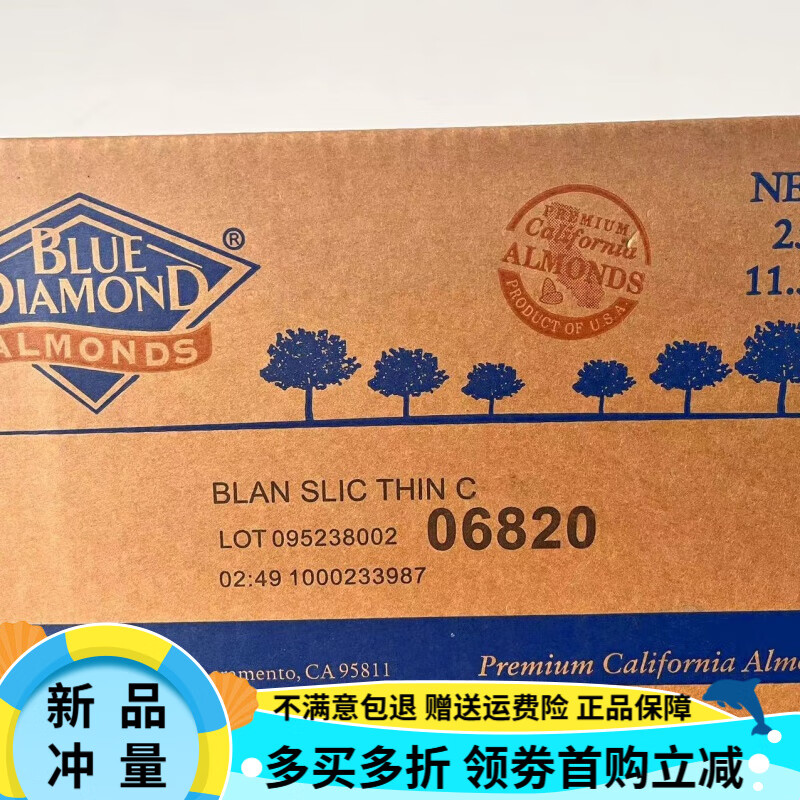 BLUE
DIAMOND
ALMONDS
®
PREMIUM
California
ALMONDS
PRODUCT OF U.S.A.
2.
11.
BLAN SLIC THIN C
LOT 095238002
06820
02:49 1000233987
, CA 95811
Premium California
新品
冲量
不满意包退 赠送运费险 正品保障
多买多折 领券首购立减